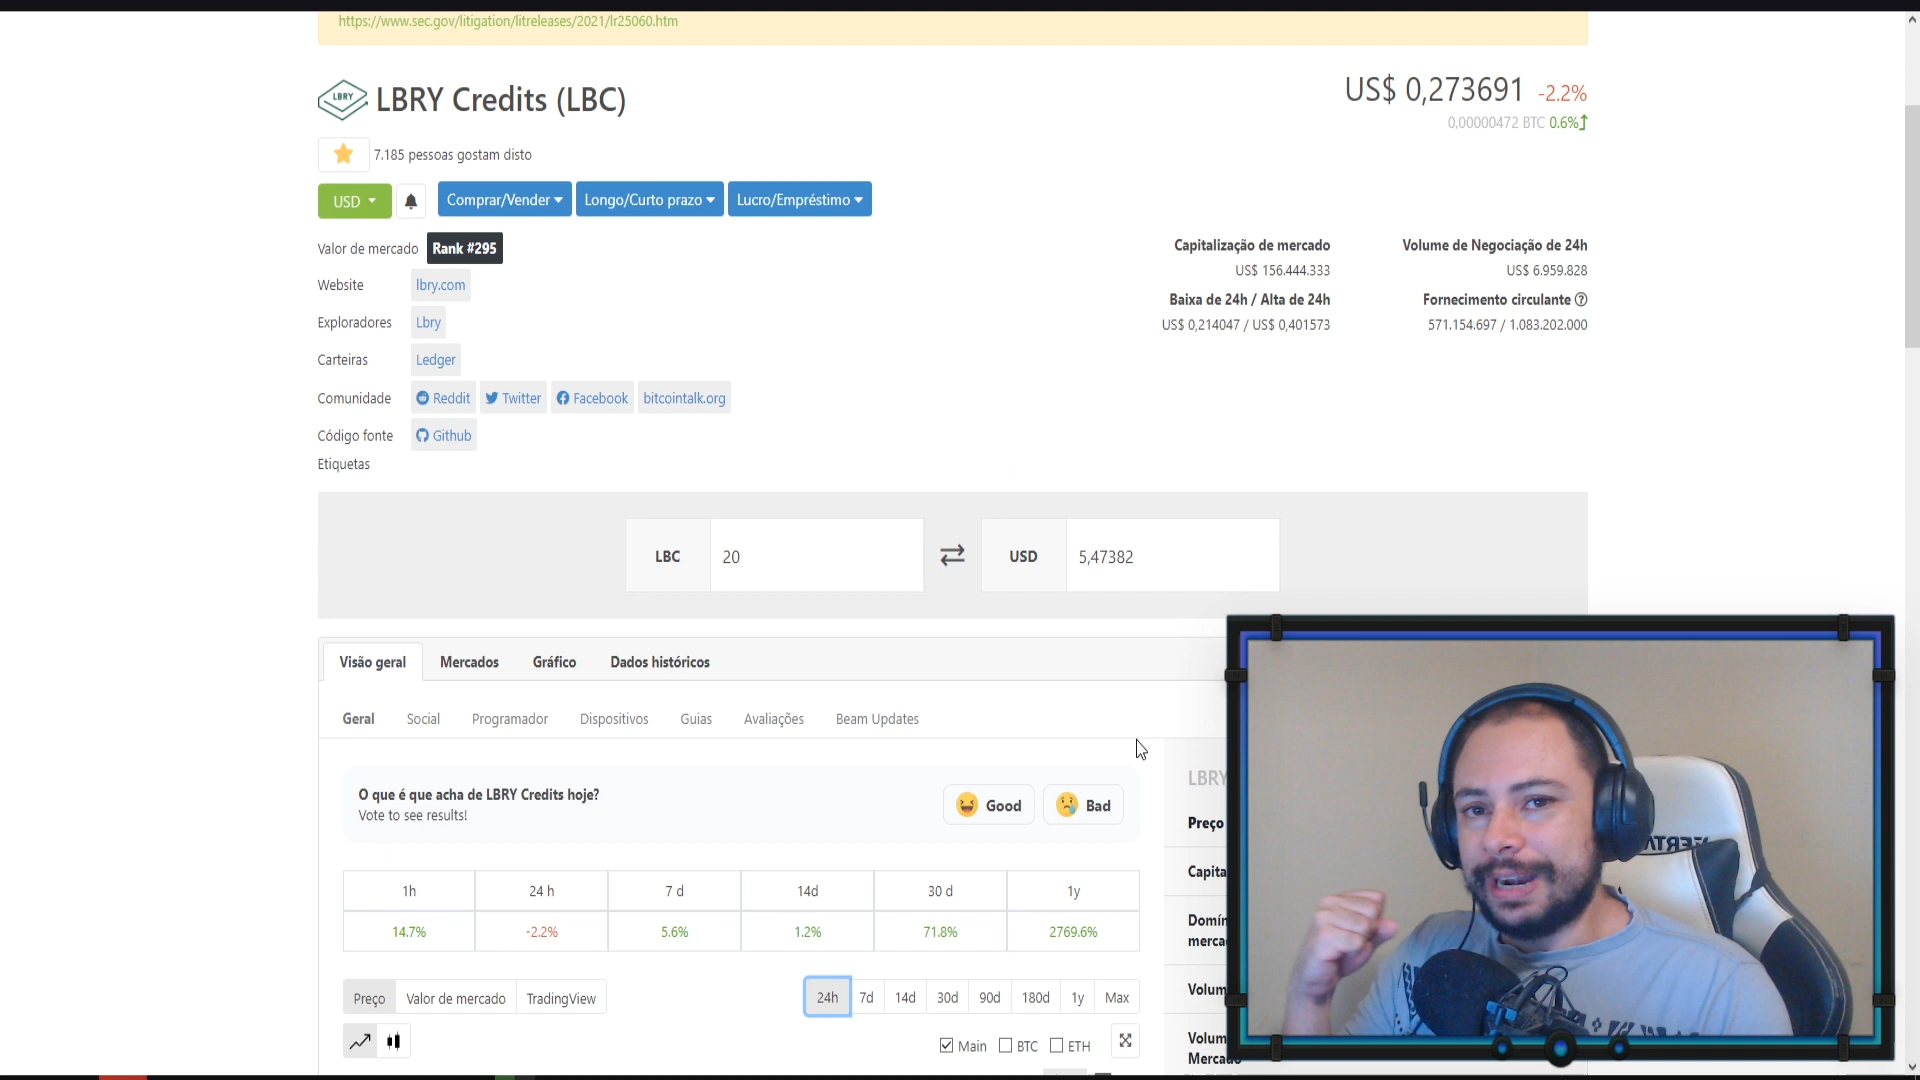 https://www.sec.gov/litigation/litreleases/2021/lr25060.htm
LBRY
LBRY Credits (LBC)
US$ 0,273691 -2.2%
0,00000472 BTC 0.6%
7.185 pessoas gostam disto
USD
Comprar/Vender
Longo/Curto prazo
Lucro/Empréstimo
Valor de mercado Rank #295
Website lbry.com
Exploradores Lbry
Carteiras Ledger
Comunidade Reddit Twitter Facebook bitcointalk.org
Código fonte Github
Etiquetas
Capitalização de mercado
US$ 156.444.333
Volume de Negociação de 24h
US$ 6.959.828
Baixa de 24h / Alta de 24h
US$ 0,214047 / US$ 0,401573
Fornecimento circulante ?
571.154.697 / 1.083.202.000
LBC 20 USD 5,47382
Visão geral Mercados Gráfico Dados históricos
Geral Social Programador Dispositivos Guias Avaliações Beam Updates
O que é que acha de LBRY Credits hoje?
Vote to see results!
Good Bad
1h 24 h 7 d 14d 30 d 1y
14.7% -2.2% 5.6% 1.2% 71.8% 2769.6%
Preço Valor de mercado TradingView
24h 7d 14d 30d 90d 180d 1y Max
Main BTC ETH
LBRY
Preço
Capita
Domín
merca
Volum
Volum
Mercado